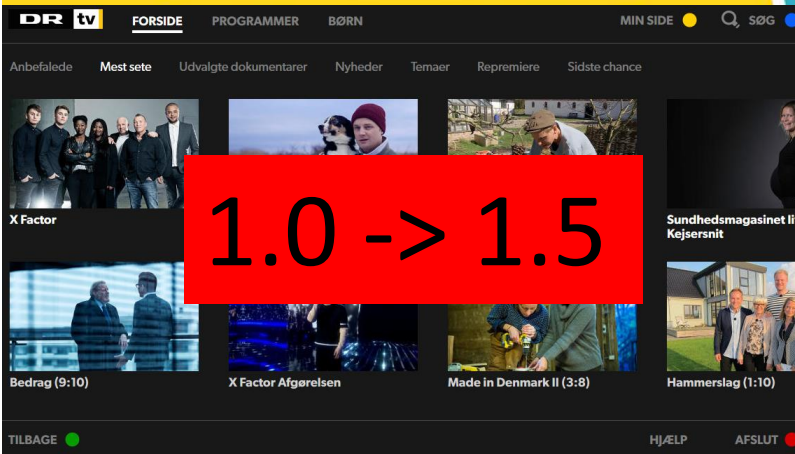 DR tv FORSIDE PROGRAMMER BØRN MIN SIDE SØG
Anbefalede Mest sete Udvalgte dokumentarer Nyheder Temaer Repremiere Sidste chance
1.0 -> 1.5
X Factor
Sundhedsmagasinet
Kejsersnit
Bedrag (9:10)
X Factor Afgørelsen
Made in Denmark II (3:8)
Hammerslag (1:10)
TILBAGE HJÆLP AFSLUT